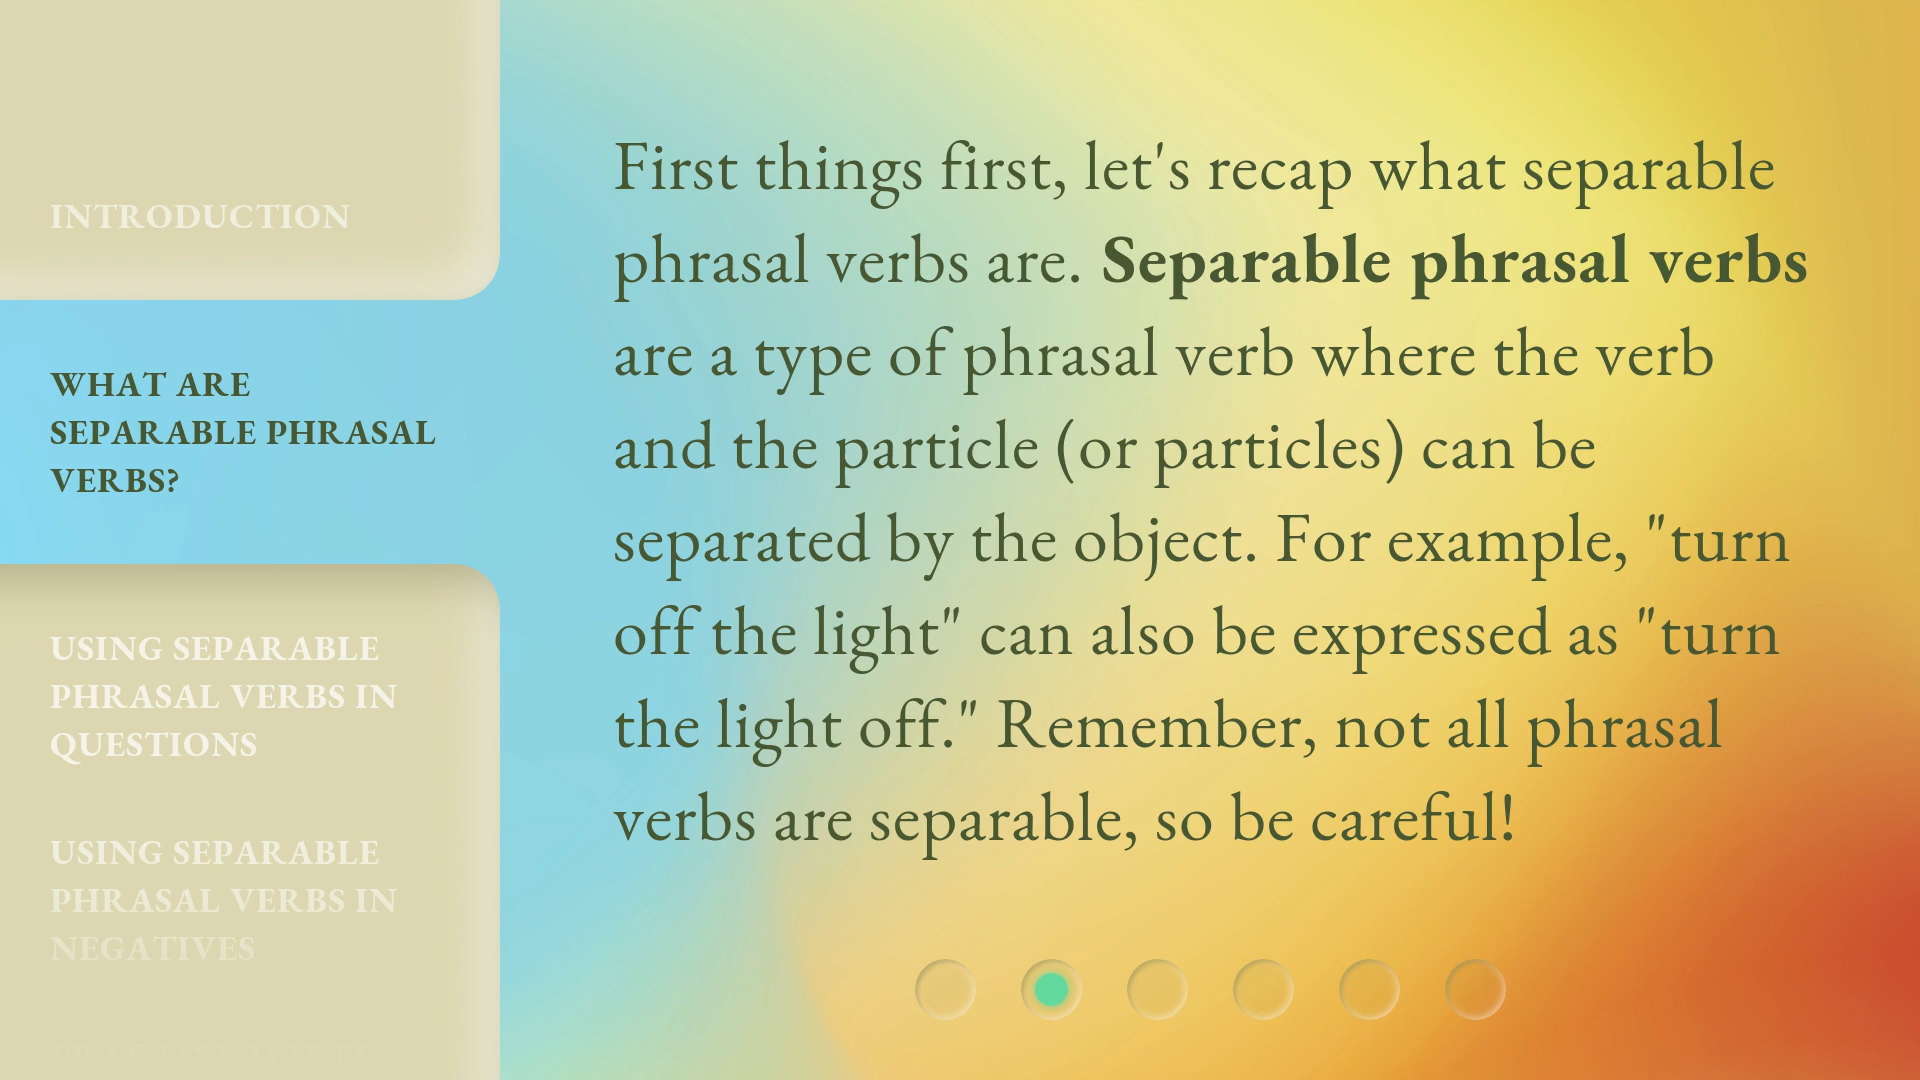 INTRODUCTION
WHAT ARE
SEPARABLE PHRASAL
VERBS?
USING SEPARABLE
PHRASAL VERBS IN
QUESTIONS
USING SEPARABLE
PHRASAL VERBS IN
NEGATIVES
First things first, let's recap what separable
phrasal verbs are. Separable phrasal verbs
are a type of phrasal verb where the verb
and the particle (or particles) can be
separated by the object. For example, "turn
off the light" can also be expressed as "turn
the light off." Remember, not all phrasal
verbs are separable, so be careful!